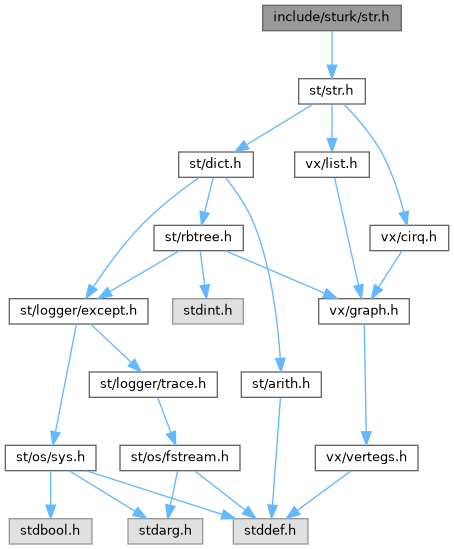 include/sturk/str.h
st/str.h
st/dict.h
vx/list.h
st/rbtree.h
vx/cirq.h
st/logger/except.h
stdint.h
vx/graph.h
st/logger/trace.h
st/arith.h
st/os/sys.h
st/os/fstream.h
vx/vertegs.h
stdbool.h
stdarg.h
stddef.h